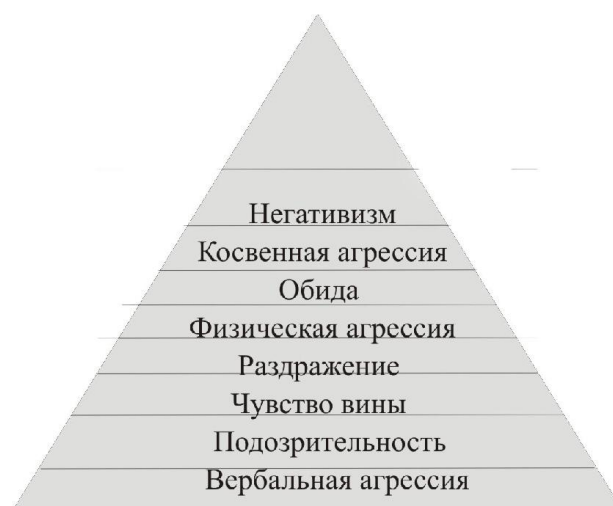 Негативизм
Косвенная агрессия
Обида
Физическая агрессия
Раздражение
Чувство вины
Подозрительность
Вербальная агрессия